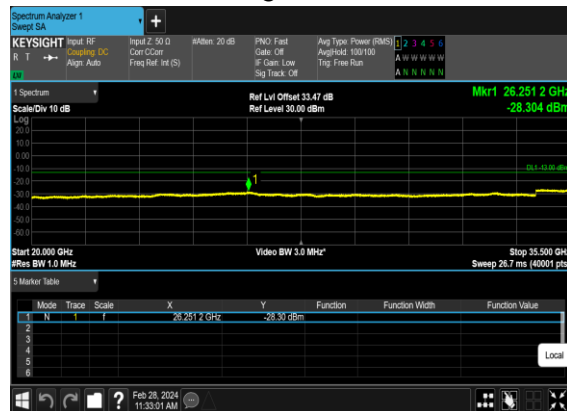 Spectrum Analyzer 1
Swept SA
KEYSIGHT Input: RF Input Z: 50 Ω #Atten: 20 dB PNO: Fast Avg Type: Power (RMS) 1 2 3 4 5 6
R T Coupling: DC Corr CCorr Gate: Off Avg|Hold: 100/100 A W W W W W
Align: Auto Freq Ref: Int (S) IF Gain: Low Trig: Free Run
LXI Sig Track: Off A N N N N N
1 Spectrum Ref Lvl Offset 33.47 dB Mkr1 26.251 2 GHz
Scale/Div 10 dB Ref Level 30.00 dBm -28.304 dBm
Log
20.0
10.0
0.00
-10.0 DL1 -13.00 dBm
-20.0 1
-30.0
-40.0
-50.0
-60.0
Start 20.000 GHz Video BW 3.0 MHz* Stop 35.500 GHz
#Res BW 1.0 MHz Sweep 26.7 ms (40001 pts
5 Marker Table
Mode Trace Scale X Y Function Function Width Function Value
1 N 1 f 26.251 2 GHz -28.30 dBm
2
3
4
5
6
Local
? Feb 28, 2024
11:33:01 AM